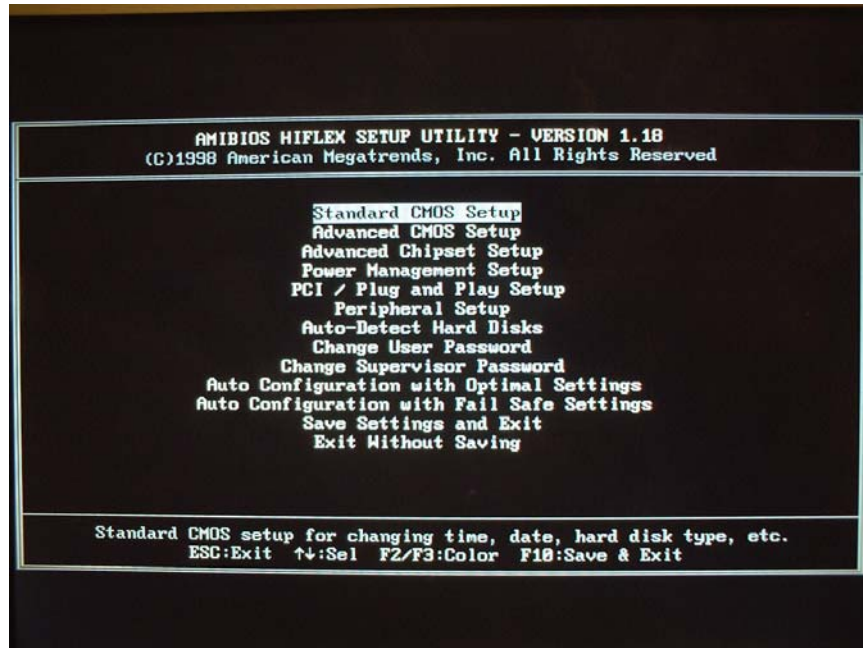 AMIBIOS HIFLEX SETUP UTILITY - VERSION 1.18
(C)1998 American Megatrends, Inc. All Rights Reserved
Standard CMOS Setup
Advanced CMOS Setup
Advanced Chipset Setup
Power Management Setup
PCI / Plug and Play Setup
Peripheral Setup
Auto-Detect Hard Disks
Change User Password
Change Supervisor Password
Auto Configuration with Optimal Settings
Auto Configuration with Fail Safe Settings
Save Settings and Exit
Exit Without Saving
Standard CMOS setup for changing time, date, hard disk type, etc.
ESC:Exit ↑↓:Sel F2/F3:Color F10:Save & Exit